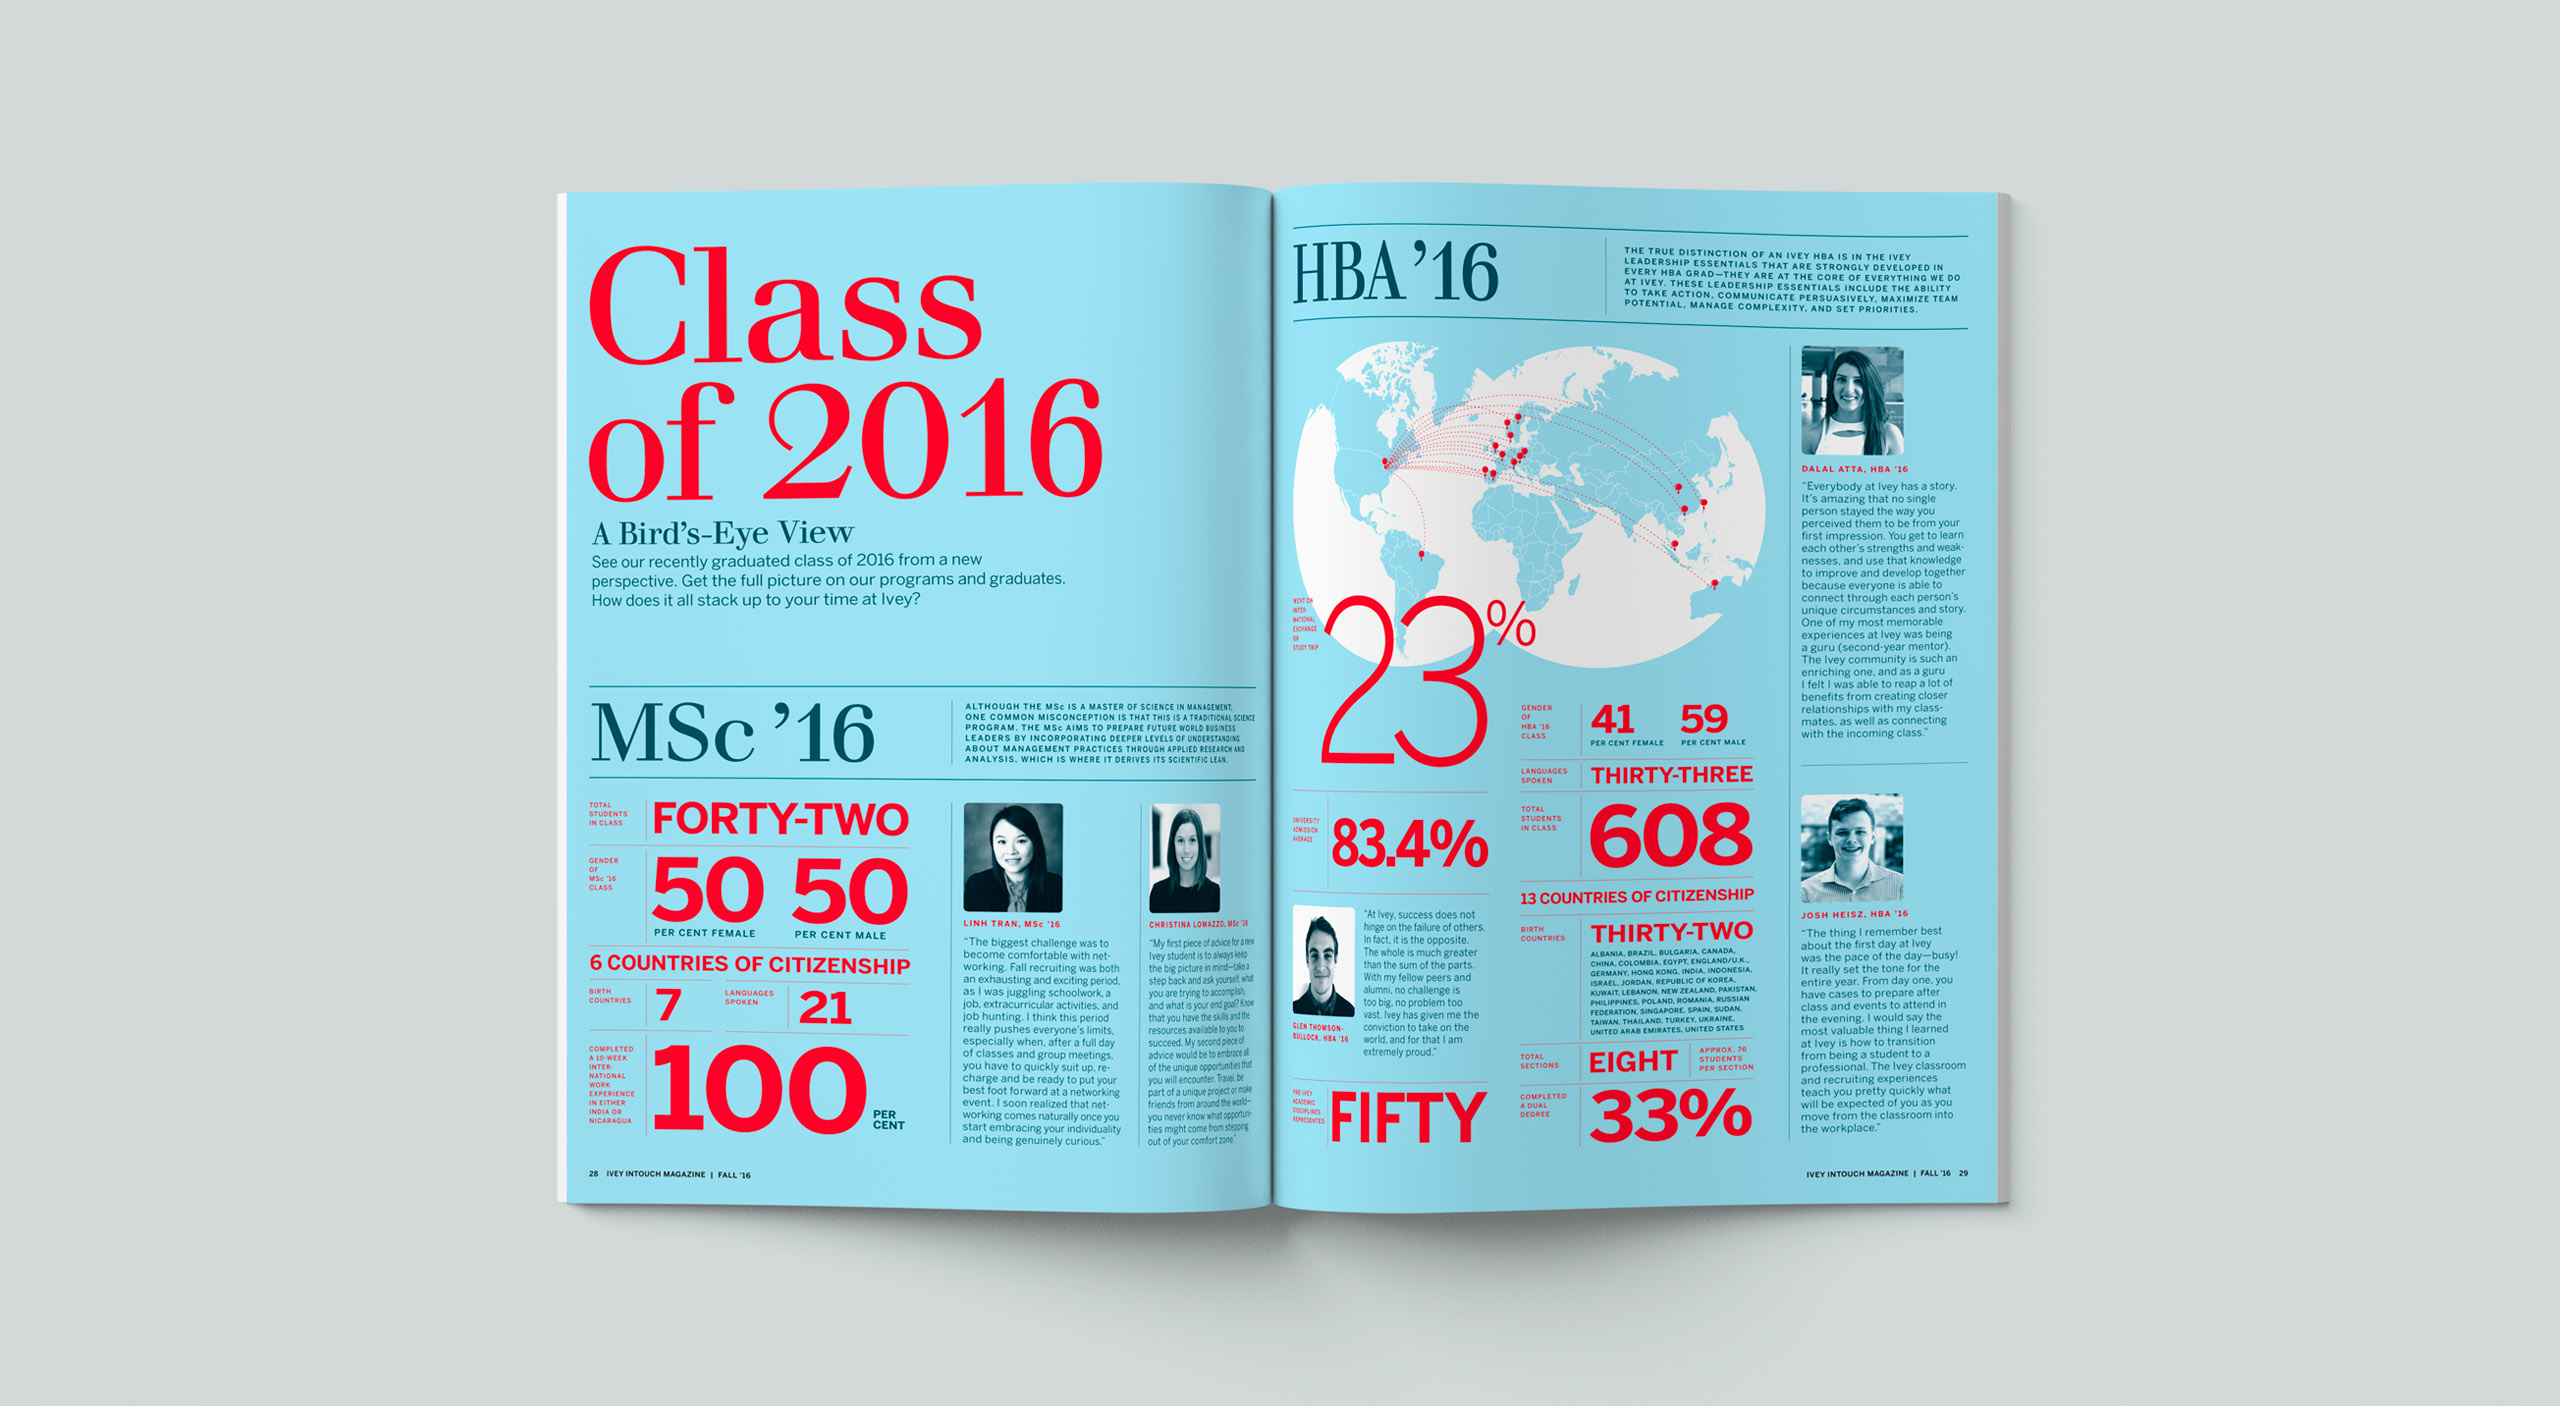 Class
of 2016
A Bird’s-Eye View
See our recently graduated class of 2016 from a new
perspective. Get the full picture on our programs and graduates.
How does it all stack up to your time at Ivey?
MSc ’16
ALTHOUGH THE MSc IS A MASTER OF SCIENCE IN MANAGEMENT,
ONE COMMON MISCONCEPTION IS THAT THIS IS A TRADITIONAL SCIENCE
PROGRAM. THE MSc AIMS TO PREPARE FUTURE WORLD BUSINESS
LEADERS BY INCORPORATING DEEPER LEVELS OF UNDERSTANDING
ABOUT MANAGEMENT PRACTICES THROUGH APPLIED RESEARCH AND
ANALYSIS, WHICH IS WHERE IT DERIVES ITS SCIENTIFIC LEAN.
TOTAL
STUDENTS
IN CLASS
FORTY-TWO
GENDER
OF
MSc ’16
CLASS
50 50
PER CENT FEMALE PER CENT MALE
6 COUNTRIES OF CITIZENSHIP
BIRTH
COUNTRIES
7
LANGUAGES
SPOKEN
21
COMPLETED
A 10-WEEK
INTER-
NATIONAL
WORK
EXPERIENCE
IN EITHER
INDIA OR
NICARAGUA
100
PER
CENT
LINH TRAN, MSc ’16
“The biggest challenge was to
become comfortable with net-
working. Fall recruiting was both
an exhausting and exciting period,
as I was juggling schoolwork, a
job, extracurricular activities, and
job hunting. I think this period
really pushes everyone’s limits,
especially when, after a full day
of classes and group meetings,
you have to quickly suit up, re-
charge and be ready to put your
best foot forward at a networking
event. I soon realized that net-
working comes naturally once you
start embracing your individuality
and being genuinely curious.”
CHRISTINA LOMAZZO, MSc ’16
“My first piece of advice for a new
Ivey student is to always keep
the big picture in mind—take a
step back and ask yourself, what
you are trying to accomplish,
and what is your end goal? Know
that you have the skills and the
resources available to you to
succeed. My second piece of
advice would be to embrace all
of the unique opportunities that
you will encounter. Travel, be
part of a unique project or make
friends from around the world—
you never know what opportuni-
ties might come from stepping
out of your comfort zone.”
28 IVEY INTOUCH MAGAZINE | FALL ’16
HBA ’16
THE TRUE DISTINCTION OF AN IVEY HBA IS IN THE IVEY
LEADERSHIP ESSENTIALS THAT ARE STRONGLY DEVELOPED IN
EVERY HBA GRAD—THEY ARE AT THE CORE OF EVERYTHING WE DO
AT IVEY. THESE LEADERSHIP ESSENTIALS INCLUDE THE ABILITY
TO TAKE ACTION, COMMUNICATE PERSUASIVELY, MAXIMIZE TEAM
POTENTIAL, MANAGE COMPLEXITY, AND SET PRIORITIES.
WENT ON
INTER-
NATIONAL
EXCHANGE
OR
STUDY TRIP
23%
UNIVERSITY
ADMISSION
AVERAGE
83.4%
GLEN THOMSON-
BULLOCK, HBA ’16
“At Ivey, success does not
hinge on the failure of others.
In fact, it is the opposite.
The whole is much greater
than the sum of the parts.
With my fellow peers and
alumni, no challenge is
too big, no problem too
vast. Ivey has given me the
conviction to take on the
world, and for that I am
extremely proud.”
PRE-IVEY
ACADEMIC
DISCIPLINES
REPRESENTED
FIFTY
GENDER
OF
HBA ’16
CLASS
41 59
PER CENT FEMALE PER CENT MALE
LANGUAGES
SPOKEN
THIRTY-THREE
TOTAL
STUDENTS
IN CLASS
608
13 COUNTRIES OF CITIZENSHIP
BIRTH
COUNTRIES
THIRTY-TWO
ALBANIA, BRAZIL, BULGARIA, CANADA,
CHINA, COLOMBIA, EGYPT, ENGLAND/U.K.,
GERMANY, HONG KONG, INDIA, INDONESIA,
ISRAEL, JORDAN, REPUBLIC OF KOREA,
KUWAIT, LEBANON, NEW ZEALAND, PAKISTAN,
PHILIPPINES, POLAND, ROMANIA, RUSSIAN
FEDERATION, SINGAPORE, SPAIN, SUDAN,
TAIWAN, THAILAND, TURKEY, UKRAINE,
UNITED ARAB EMIRATES, UNITED STATES
TOTAL
SECTIONS
EIGHT
APPROX. 76
STUDENTS
PER SECTION
COMPLETED
A DUAL
DEGREE
33%
DALAL ATTA, HBA ’16
“Everybody at Ivey has a story.
It’s amazing that no single
person stayed the way you
perceived them to be from your
first impression. You get to learn
each other’s strengths and weak-
nesses, and use that knowledge
to improve and develop together
because everyone is able to
connect through each person’s
unique circumstances and story.
One of my most memorable
experiences at Ivey was being
a guru (second-year mentor).
The Ivey community is such an
enriching one, and as a guru
I felt I was able to reap a lot of
benefits from creating closer
relationships with my class-
mates, as well as connecting
with the incoming class.”
JOSH HEISZ, HBA ’16
“The thing I remember best
about the first day at Ivey
was the pace of the day—busy!
It really set the tone for the
entire year. From day one, you
have cases to prepare after
class and events to attend in
the evening. I would say the
most valuable thing I learned
at Ivey is how to transition
from being a student to a
professional. The Ivey classroom
and recruiting experiences
teach you pretty quickly what
will be expected of you as you
move from the classroom into
the workplace.”
IVEY INTOUCH MAGAZINE | FALL ’16 29